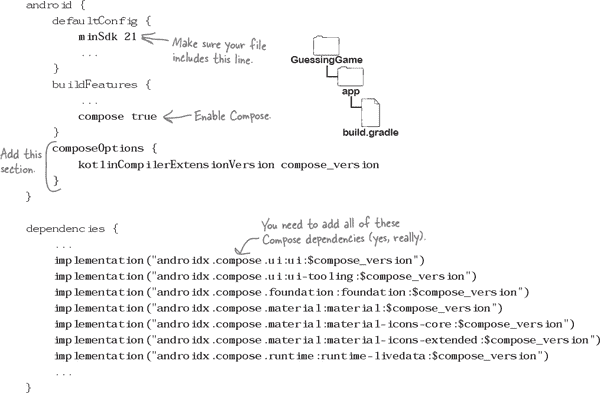 android {
defaultConfig {
minSdk 21
Make sure your file
includes this line.
...
}
buildFeatures {
...
compose true
Enable Compose.
}
GuessingGame
app
build.gradle
Add this
section.
composeOptions {
kotlinCompilerExtensionVersion compose_version
}
}
dependencies {
You need to add all of these
Compose dependencies (yes, really).
...
implementation("androidx.compose.ui:ui:$compose_version")
implementation("androidx.compose.ui:ui-tooling:$compose_version")
implementation("androidx.compose.foundation:foundation:$compose_version")
implementation("androidx.compose.material:material:$compose_version")
implementation("androidx.compose.material:material-icons-core:$compose_version")
implementation("androidx.compose.material:material-icons-extended:$compose_version")
implementation("androidx.compose.runtime:runtime-livedata:$compose_version")
...
}